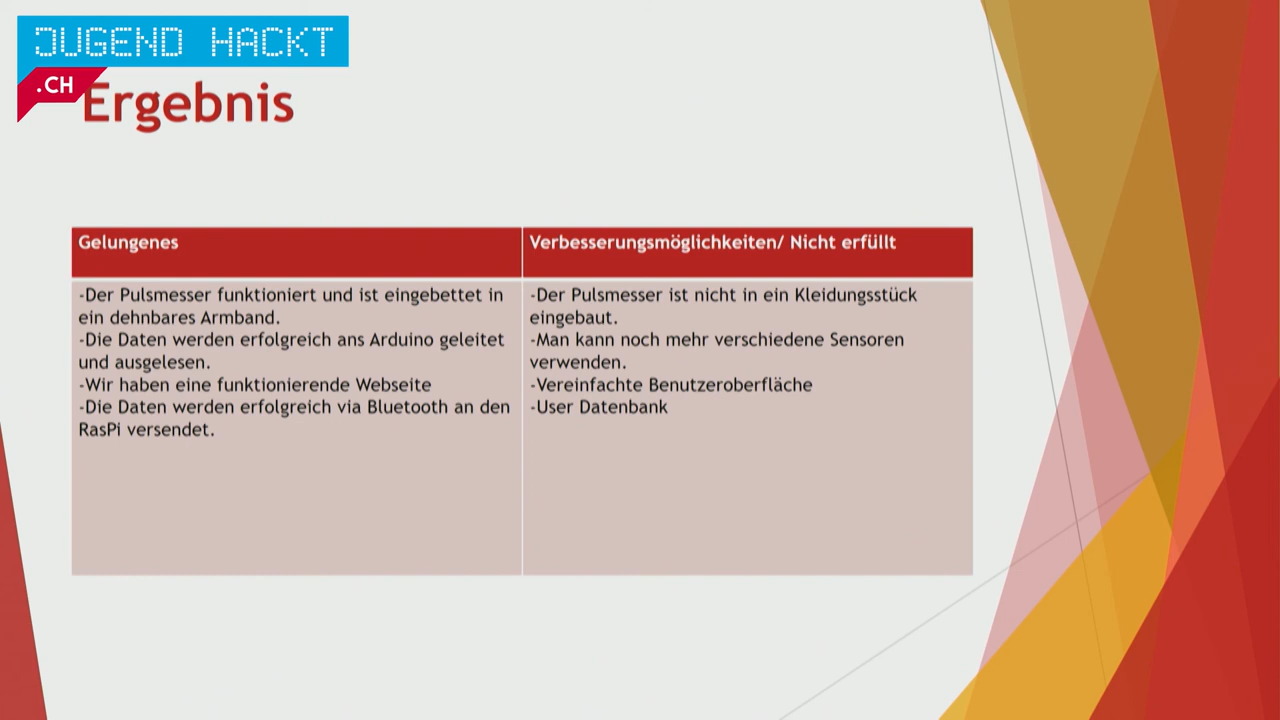 JUGEND HACKT
.CH
Ergebnis
Gelungenes
-Der Pulsmesser funktioniert und ist eingebettet in
ein dehnbares Armband.
-Die Daten werden erfolgreich ans Arduino geleitet
und ausgelesen.
-Wir haben eine funktionierende Webseite
-Die Daten werden erfolgreich via Bluetooth an den
RasPi versendet.
Verbesserungsmöglichkeiten/ Nicht erfüllt
-Der Pulsmesser ist nicht in ein Kleidungsstück
eingebaut.
-Man kann noch mehr verschiedene Sensoren
verwenden.
-Vereinfachte Benutzeroberfläche
-User Datenbank